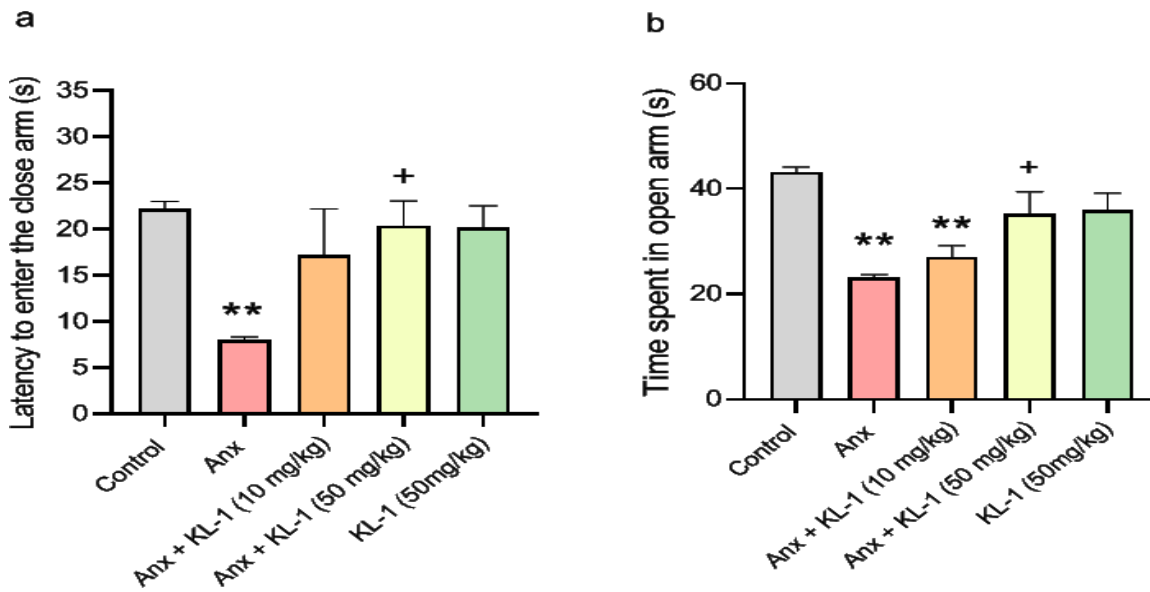 a
Latency to enter the close arm (s)
35
30
25
20
15
10
5
0
**
+
Control
Anx
Anx + KL-1 (10 mg/kg)
Anx + KL-1 (50 mg/kg)
KL-1 (50mg/kg)
b
Time spent in open arm (s)
60
40
20
0
**
**
+
Control
Anx
Anx + KL-1 (10 mg/kg)
Anx + KL-1 (50 mg/kg)
KL-1 (50mg/kg)